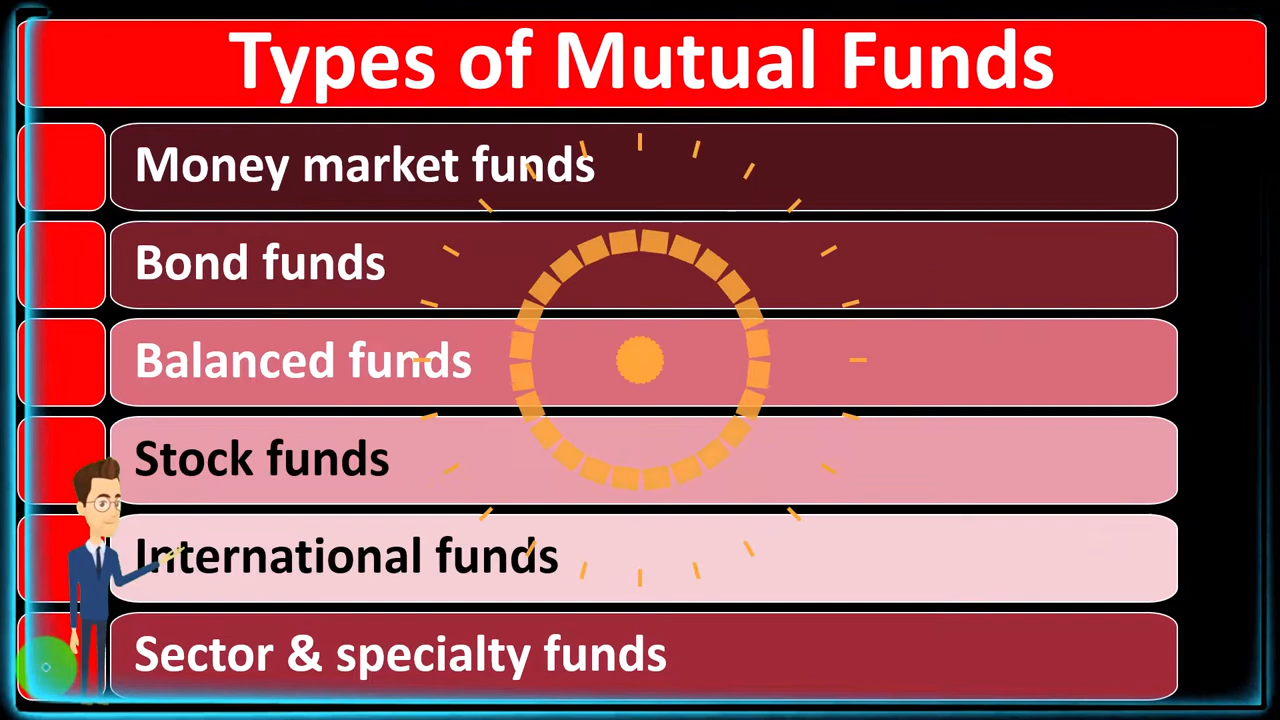 Types of Mutual Funds
Money market funds
Bond funds
Balanced funds
Stock funds
International funds
Sector & specialty funds